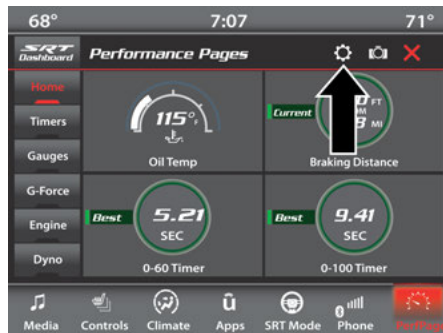 68° 7:07 71°
SRT
Dashboard
Performance Pages
Home
Timers
Gauges
G-Force
Engine
Dyno
115°F
Oil Temp
Current
FT
MI
Braking Distance
Best
5.21
SEC
0-60 Timer
Best
9.41
SEC
0-100 Timer
Media
Controls
Climate
Apps
SRT Mode
Phone